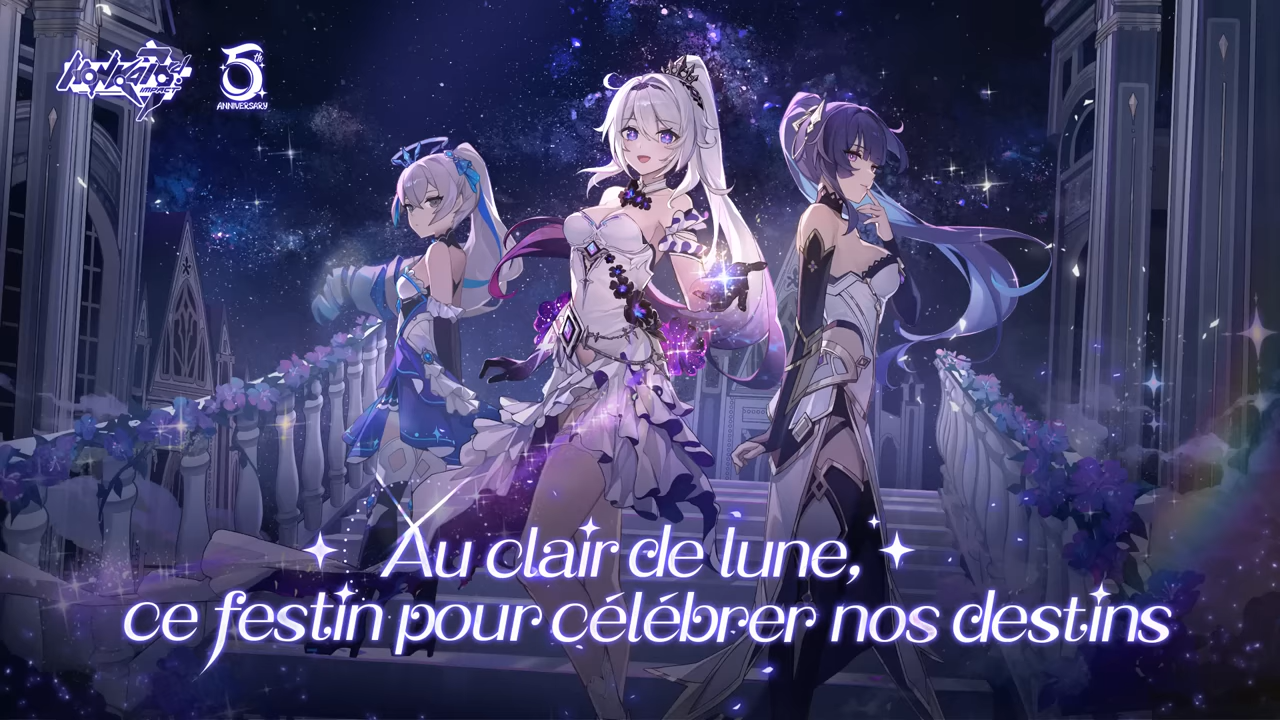 HONKAI 3rd
IMPACT
5th
ANNIVERSARY
Au clair de lune,
ce festin pour célébrer nos destins